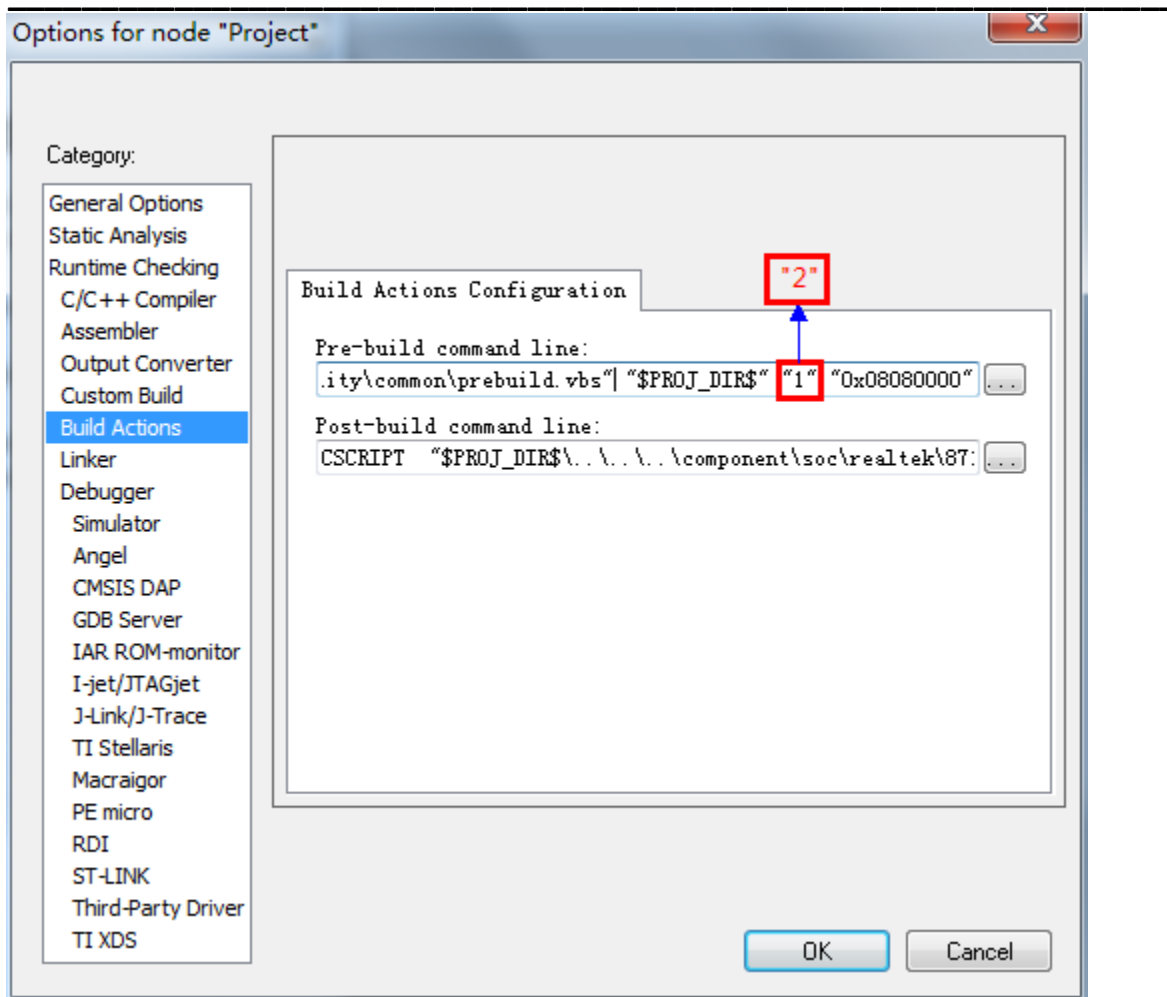 Options for node "Project"
Category:
General Options
Static Analysis
Runtime Checking
C/C++ Compiler
Assembler
Output Converter
Custom Build
Build Actions
Linker
Debugger
Simulator
Angel
CMSIS DAP
GDB Server
IAR ROM-monitor
I-jet/JTAGjet
J-Link/J-Trace
TI Stellaris
Macraigor
PE micro
RDI
ST-LINK
Third-Party Driver
TI XDS
Build Actions Configuration
"2"
Pre-build command line:
.ity\common\prebuild.vbs" "$PROJ_DIR$" "1" "0x08080000" ...
Post-build command line:
CSCRIPT "$PROJ_DIR$\..\..\..\component\soc\realtek\87: ...
OK
Cancel